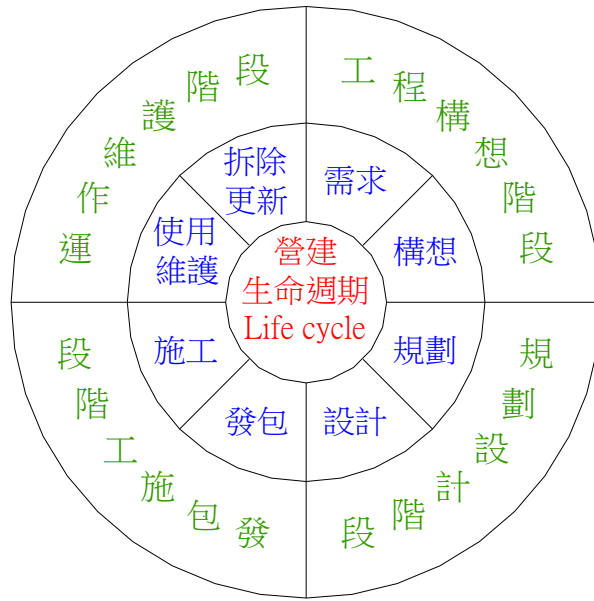 營建
生命週期
Life cycle
需求
構想
規劃
設計
發包
施工
使用
維護
拆除
更新
工程構想階段
規劃設計階段
發包施工階段
運作維護階段